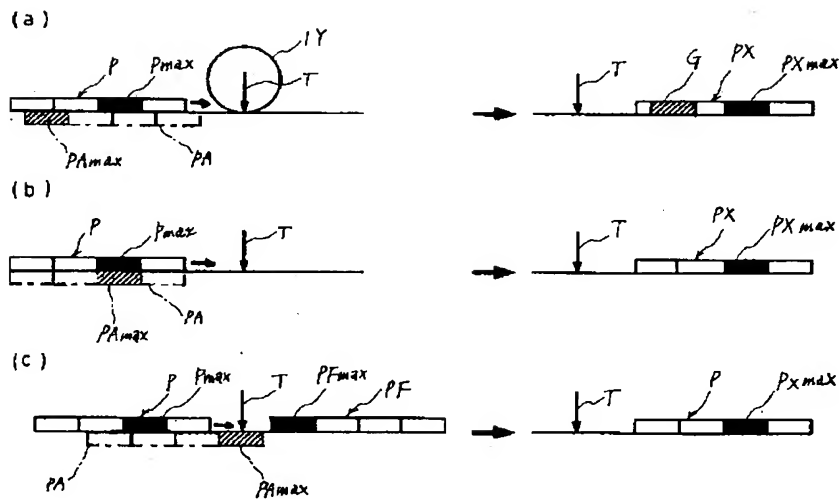 (a)
P Pmax 1Y T
PAmax PA
T G PX PXmax
(b)
P Pmax T
PAmax PA
T PX PXmax
(c)
P Pmax T PFmax PF
PA PAmax
T P PXmax